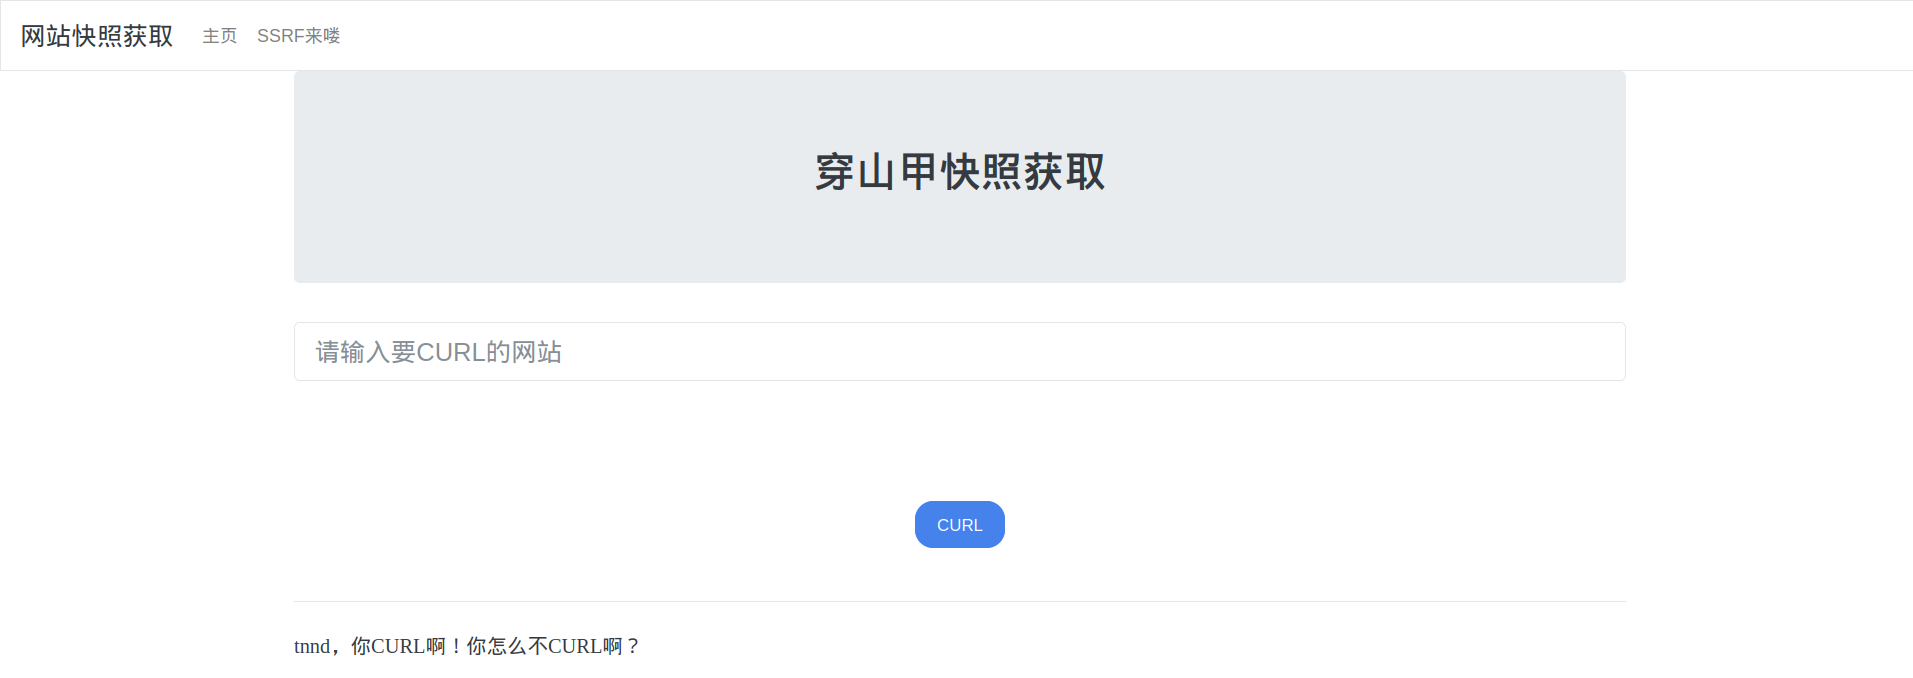 网站快照获取 主页 SSRF来喽
穿山甲快照获取
请输入要CURL的网站
CURL
tnnd，你CURL啊！你怎么不CURL啊？